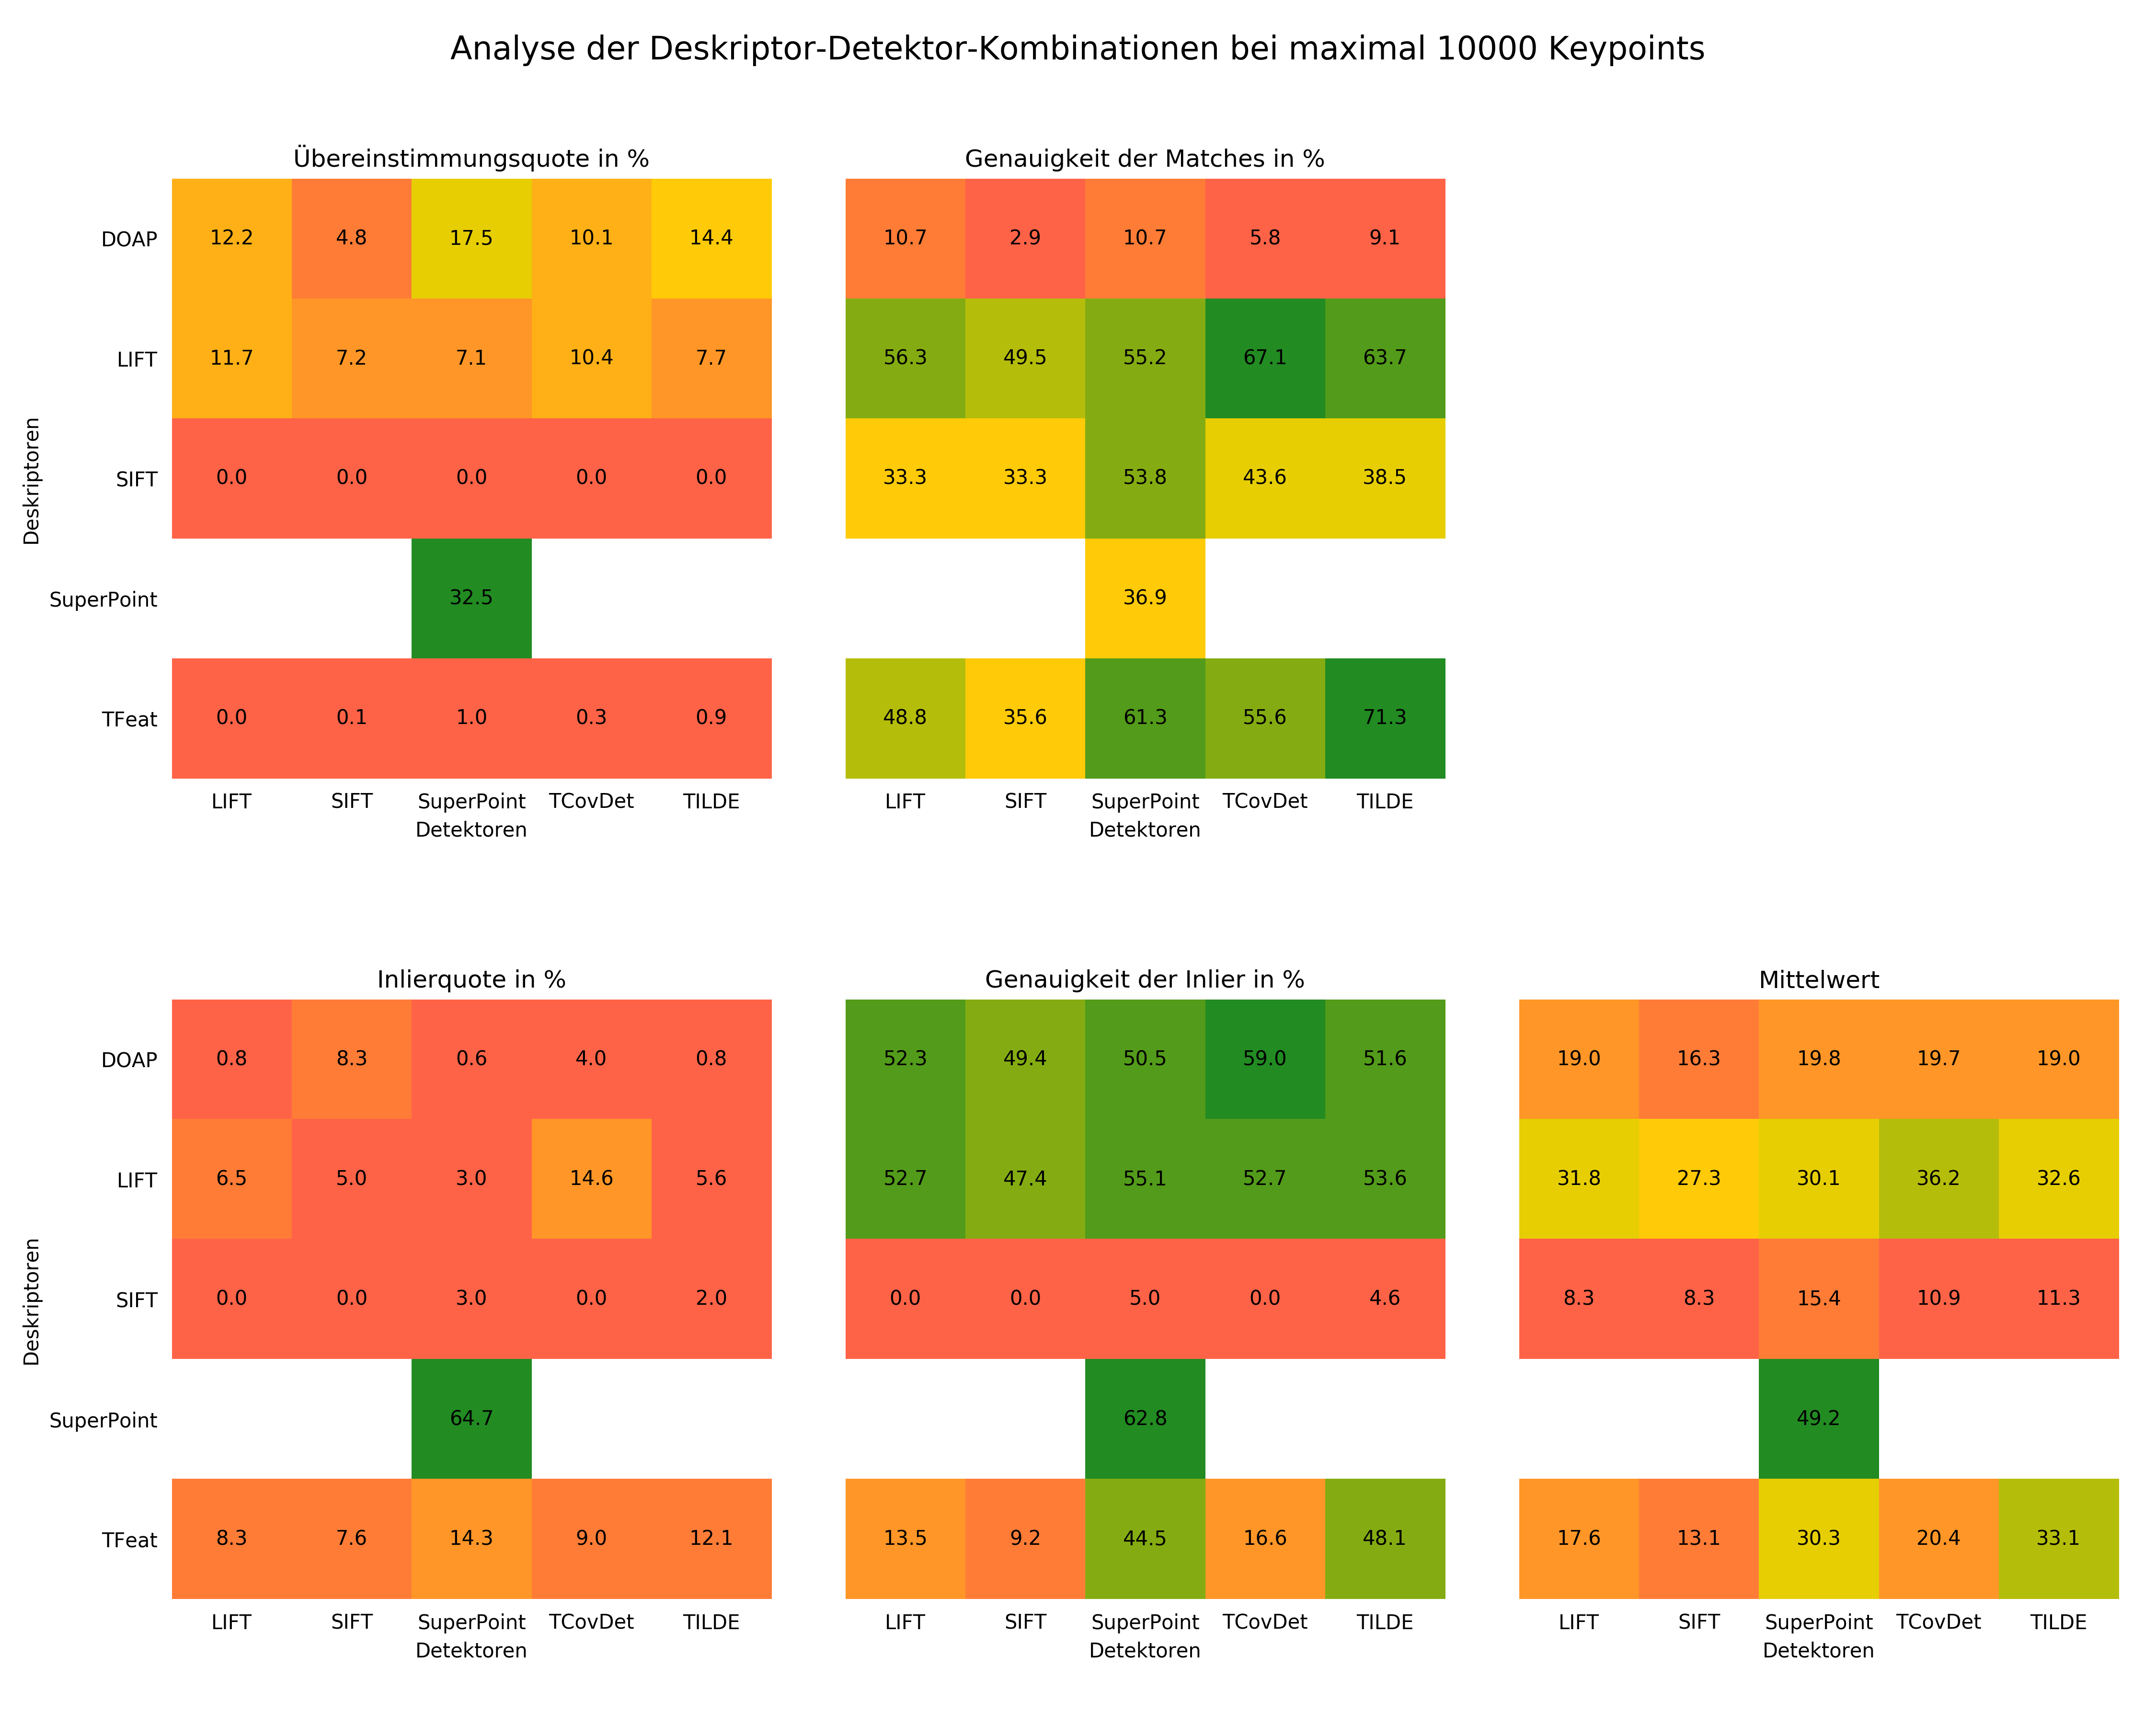 Analyse der Deskriptor-Detektor-Kombinationen bei maximal 10000 Keypoints
Übereinstimmungsquote in %
Deskriptoren
DOAP 12.2 4.8 17.5 10.1 14.4
LIFT 11.7 7.2 7.1 10.4 7.7
SIFT 0.0 0.0 0.0 0.0 0.0
SuperPoint 32.5
TFeat 0.0 0.1 1.0 0.3 0.9
LIFT SIFT SuperPoint TCovDet TILDE
Detektoren
Genauigkeit der Matches in %
10.7 2.9 10.7 5.8 9.1
56.3 49.5 55.2 67.1 63.7
33.3 33.3 53.8 43.6 38.5
36.9
48.8 35.6 61.3 55.6 71.3
LIFT SIFT SuperPoint TCovDet TILDE
Detektoren
Inlierquote in %
Deskriptoren
DOAP 0.8 8.3 0.6 4.0 0.8
LIFT 6.5 5.0 3.0 14.6 5.6
SIFT 0.0 0.0 3.0 0.0 2.0
SuperPoint 64.7
TFeat 8.3 7.6 14.3 9.0 12.1
LIFT SIFT SuperPoint TCovDet TILDE
Detektoren
Genauigkeit der Inlier in %
52.3 49.4 50.5 59.0 51.6
52.7 47.4 55.1 52.7 53.6
0.0 0.0 5.0 0.0 4.6
62.8
13.5 9.2 44.5 16.6 48.1
LIFT SIFT SuperPoint TCovDet TILDE
Detektoren
Mittelwert
19.0 16.3 19.8 19.7 19.0
31.8 27.3 30.1 36.2 32.6
8.3 8.3 15.4 10.9 11.3
49.2
17.6 13.1 30.3 20.4 33.1
LIFT SIFT SuperPoint TCovDet TILDE
Detektoren